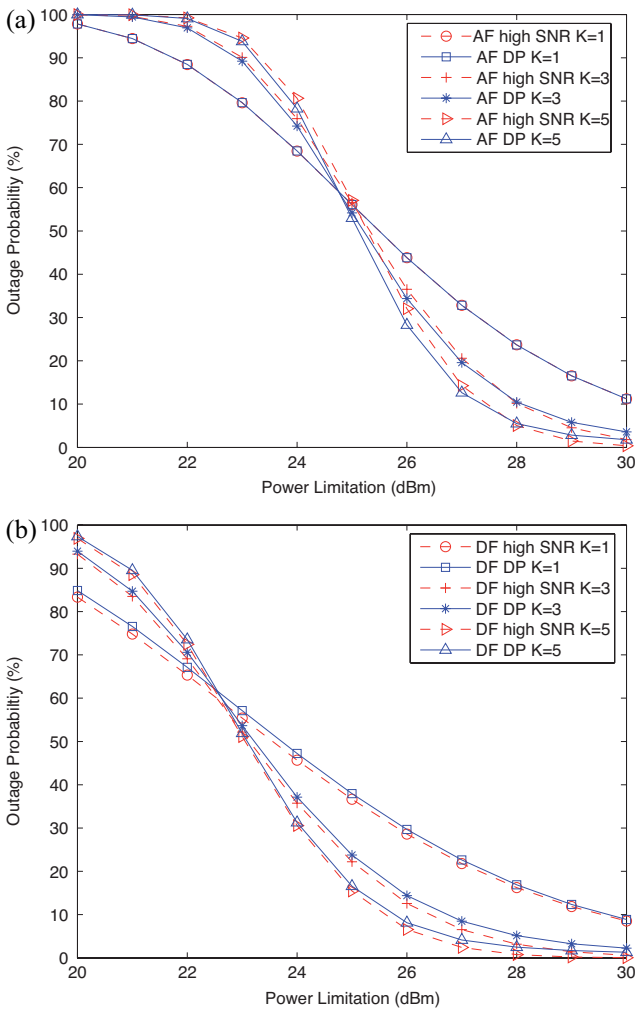 (a)
100
90
80
70
60
50
40
30
20
10
0
Outage Probabiltiy (%)
AF high SNR K=1
AF DP K=1
AF high SNR K=3
AF DP K=3
AF high SNR K=5
AF DP K=5
20 22 24 26 28 30
Power Limitation (dBm)
(b)
100
90
80
70
60
50
40
30
20
10
0
Outage Probabiltiy (%)
DF high SNR K=1
DF DP K=1
DF high SNR K=3
DF DP K=3
DF high SNR K=5
DF DP K=5
20 22 24 26 28 30
Power Limitation (dBm)